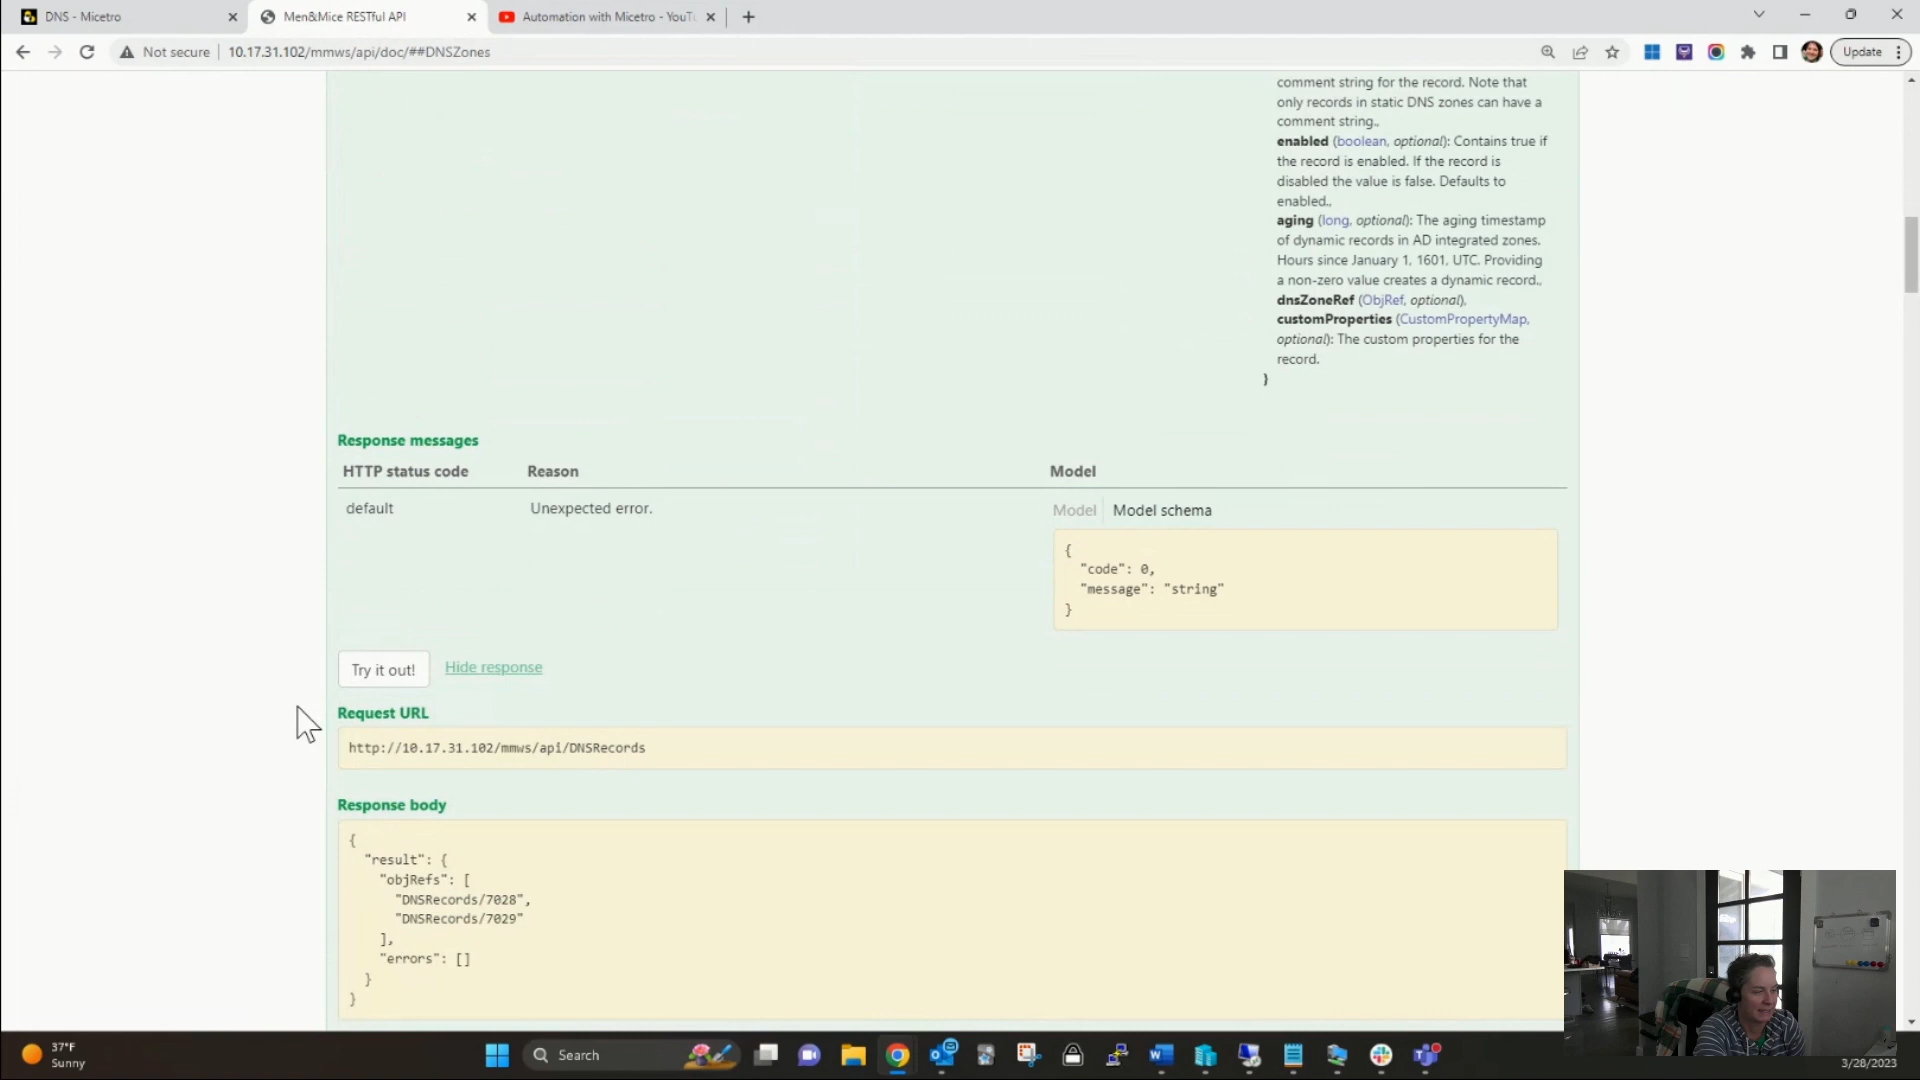 DNS - Micetro
Men&Mice RESTful API
Automation with Micetro - YouT
Not secure
10.17.31.102/mmws/api/doc/##DNSZones
Update
comment string for the record. Note that
only records in static DNS zones can have a
comment string.,
enabled (boolean, optional): Contains true if
the record is enabled. If the record is
disabled the value is false. Defaults to
enabled.,
aging (long, optional): The aging timestamp
of dynamic records in AD integrated zones.
Hours since January 1, 1601, UTC. Providing
a non-zero value creates a dynamic record.,
dnsZoneRef (ObjRef, optional),
customProperties (CustomPropertyMap,
optional): The custom properties for the
record.
}
Response messages
HTTP status code Reason Model
default Unexpected error. Model Model schema
{
"code": 0,
"message": "string"
}
Try it out! Hide response
Request URL
http://10.17.31.102/mmws/api/DNSRecords
Response body
{
"result": {
"objRefs": [
"DNSRecords/7028",
"DNSRecords/7029"
],
"errors": []
}
}
37°F
Sunny
Search
3/28/2023